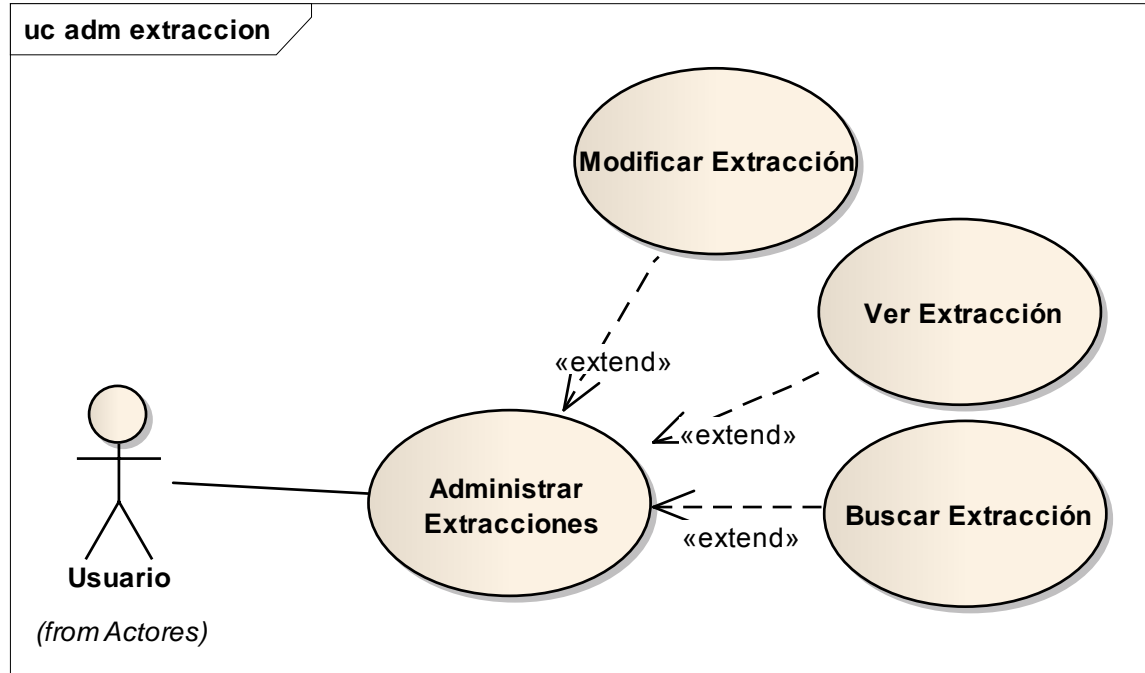 uc adm extraccion
Modificar Extracción
Ver Extracción
«extend»
«extend»
Administrar
Extracciones
Buscar Extracción
«extend»
Usuario
(from Actores)